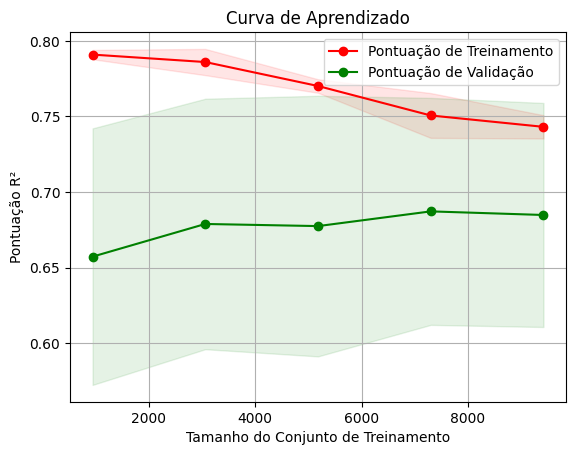 Curva de Aprendizado
Pontuação de Treinamento
Pontuação de Validação
0.80
0.75
0.70
0.65
0.60
Pontuação R²
2000
4000
6000
8000
Tamanho do Conjunto de Treinamento